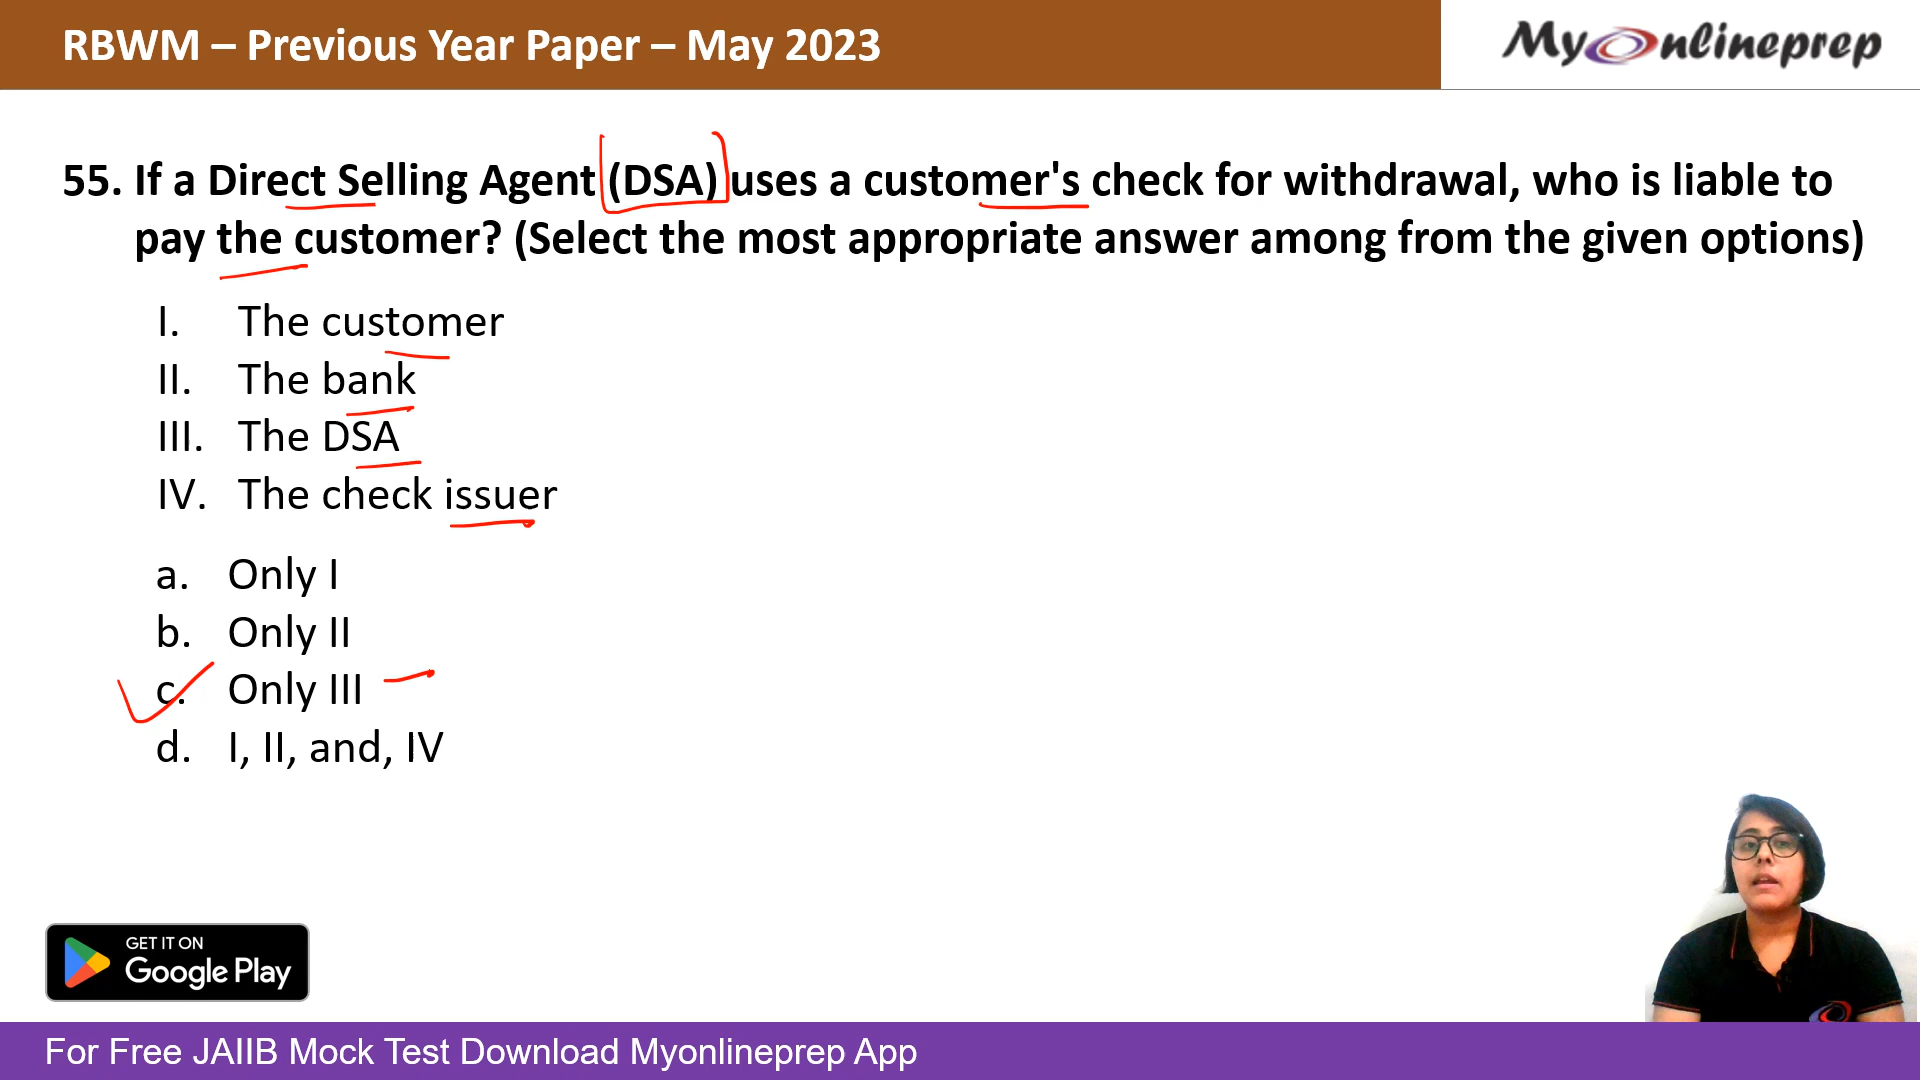 RBWM – Previous Year Paper – May 2023
Myonlineprep
55. If a Direct Selling Agent (DSA) uses a customer's check for withdrawal, who is liable to
pay the customer? (Select the most appropriate answer among from the given options)
I. The customer
II. The bank
III. The DSA
IV. The check issuer
a. Only I
b. Only II
c. Only III
d. I, II, and, IV
GET IT ON
Google Play
For Free JAIIB Mock Test Download Myonlineprep App